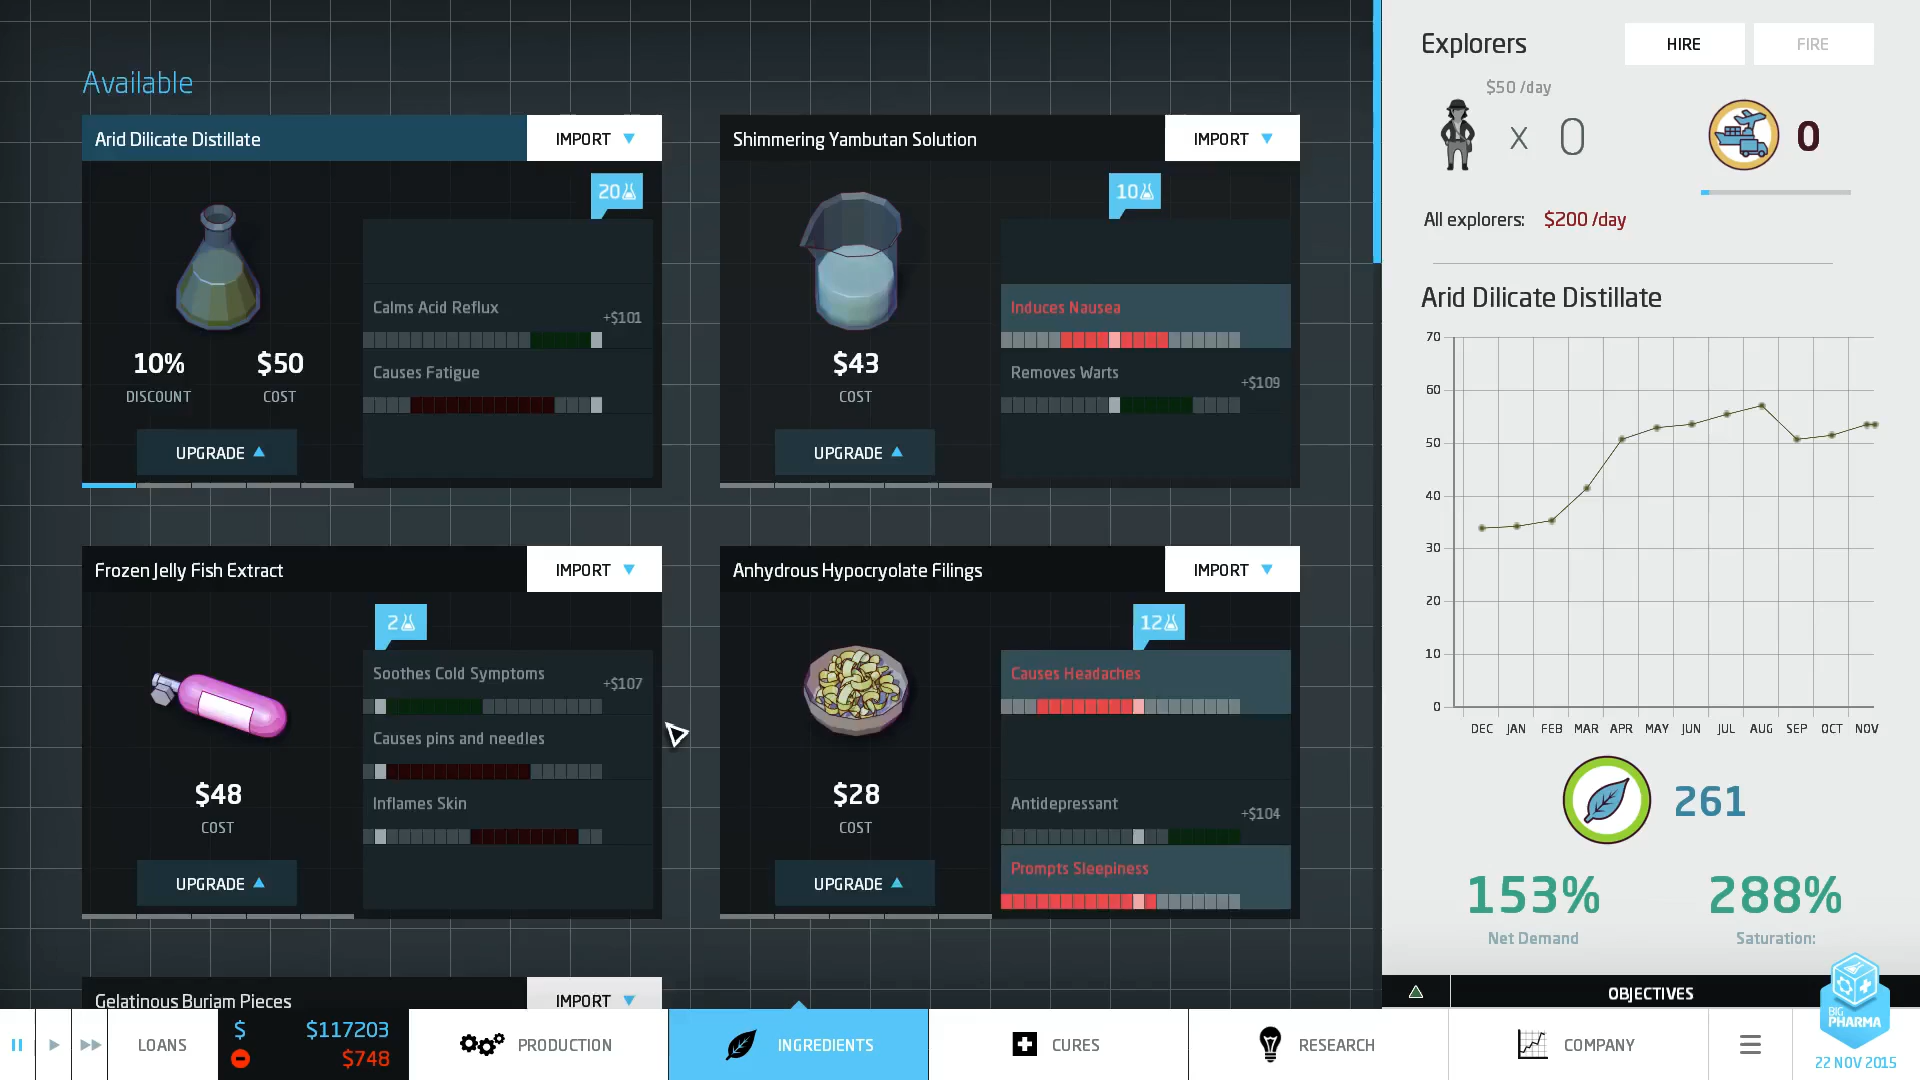 Available
Arid Dilicate Distillate
IMPORT
20
Calms Acid Reflux
+$101
Causes Fatigue
10%
DISCOUNT
$50
COST
UPGRADE
Shimmering Yambutan Solution
IMPORT
10
Induces Nausea
Removes Warts
+$109
$43
COST
UPGRADE
Frozen Jelly Fish Extract
IMPORT
2
Soothes Cold Symptoms
+$107
Causes pins and needles
Inflames Skin
$48
COST
UPGRADE
Anhydrous Hypocryolate Filings
IMPORT
12
Causes Headaches
Antidepressant
+$104
Prompts Sleepiness
$28
COST
UPGRADE
Gelatinous Buriam Pieces
IMPORT
Explorers
HIRE
FIRE
$50 /day
x 0
0
All explorers: $200 /day
Arid Dilicate Distillate
70
60
50
40
30
20
10
0
DEC JAN FEB MAR APR MAY JUN JUL AUG SEP OCT NOV
261
153%
Net Demand
288%
Saturation:
OBJECTIVES
LOANS
$ $117203
$748
PRODUCTION
INGREDIENTS
CURES
RESEARCH
COMPANY
BIG
PHARMA
22 NOV 2015